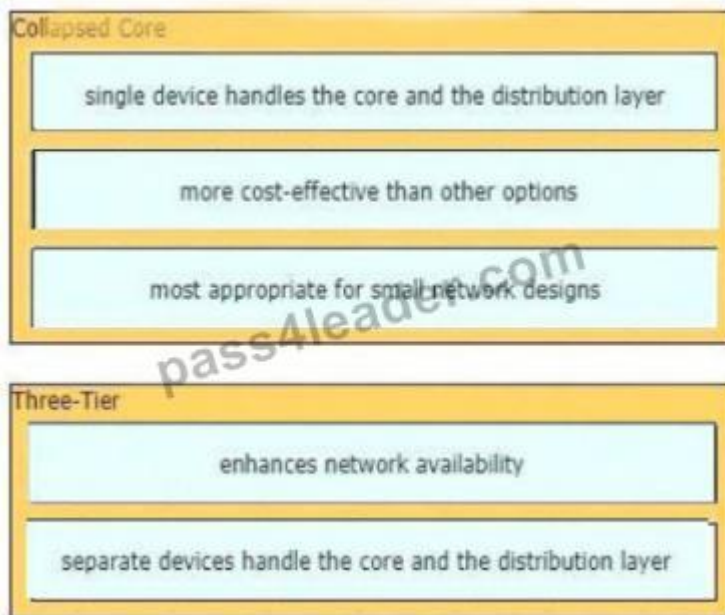 Collapsed Core
single device handles the core and the distribution layer
more cost-effective than other options
most appropriate for small network designs
pass4leader.com
Three-Tier
enhances network availability
separate devices handle the core and the distribution layer